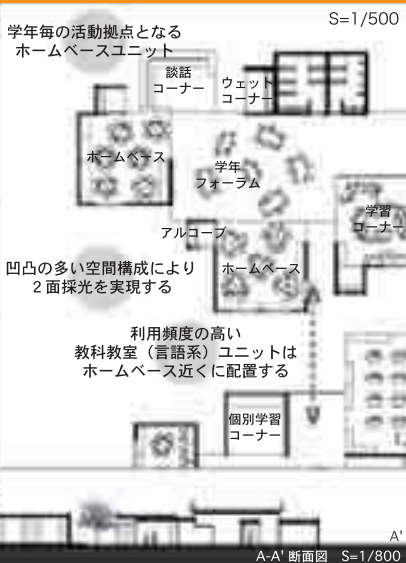 S=1/500
学年毎の活動拠点となる
ホームベースユニット
談話
コーナー
ウェット
コーナー
ホームベース
学年
フォーラム
学習
コーナー
アルコーブ
ホームベース
凹凸の多い空間構成により
２面採光を実現する
利用頻度の高い
教科教室（言語系）ユニットは
ホームベース近くに配置する
個別学習
コーナー
A'
A-A' 断面図　S=1/800